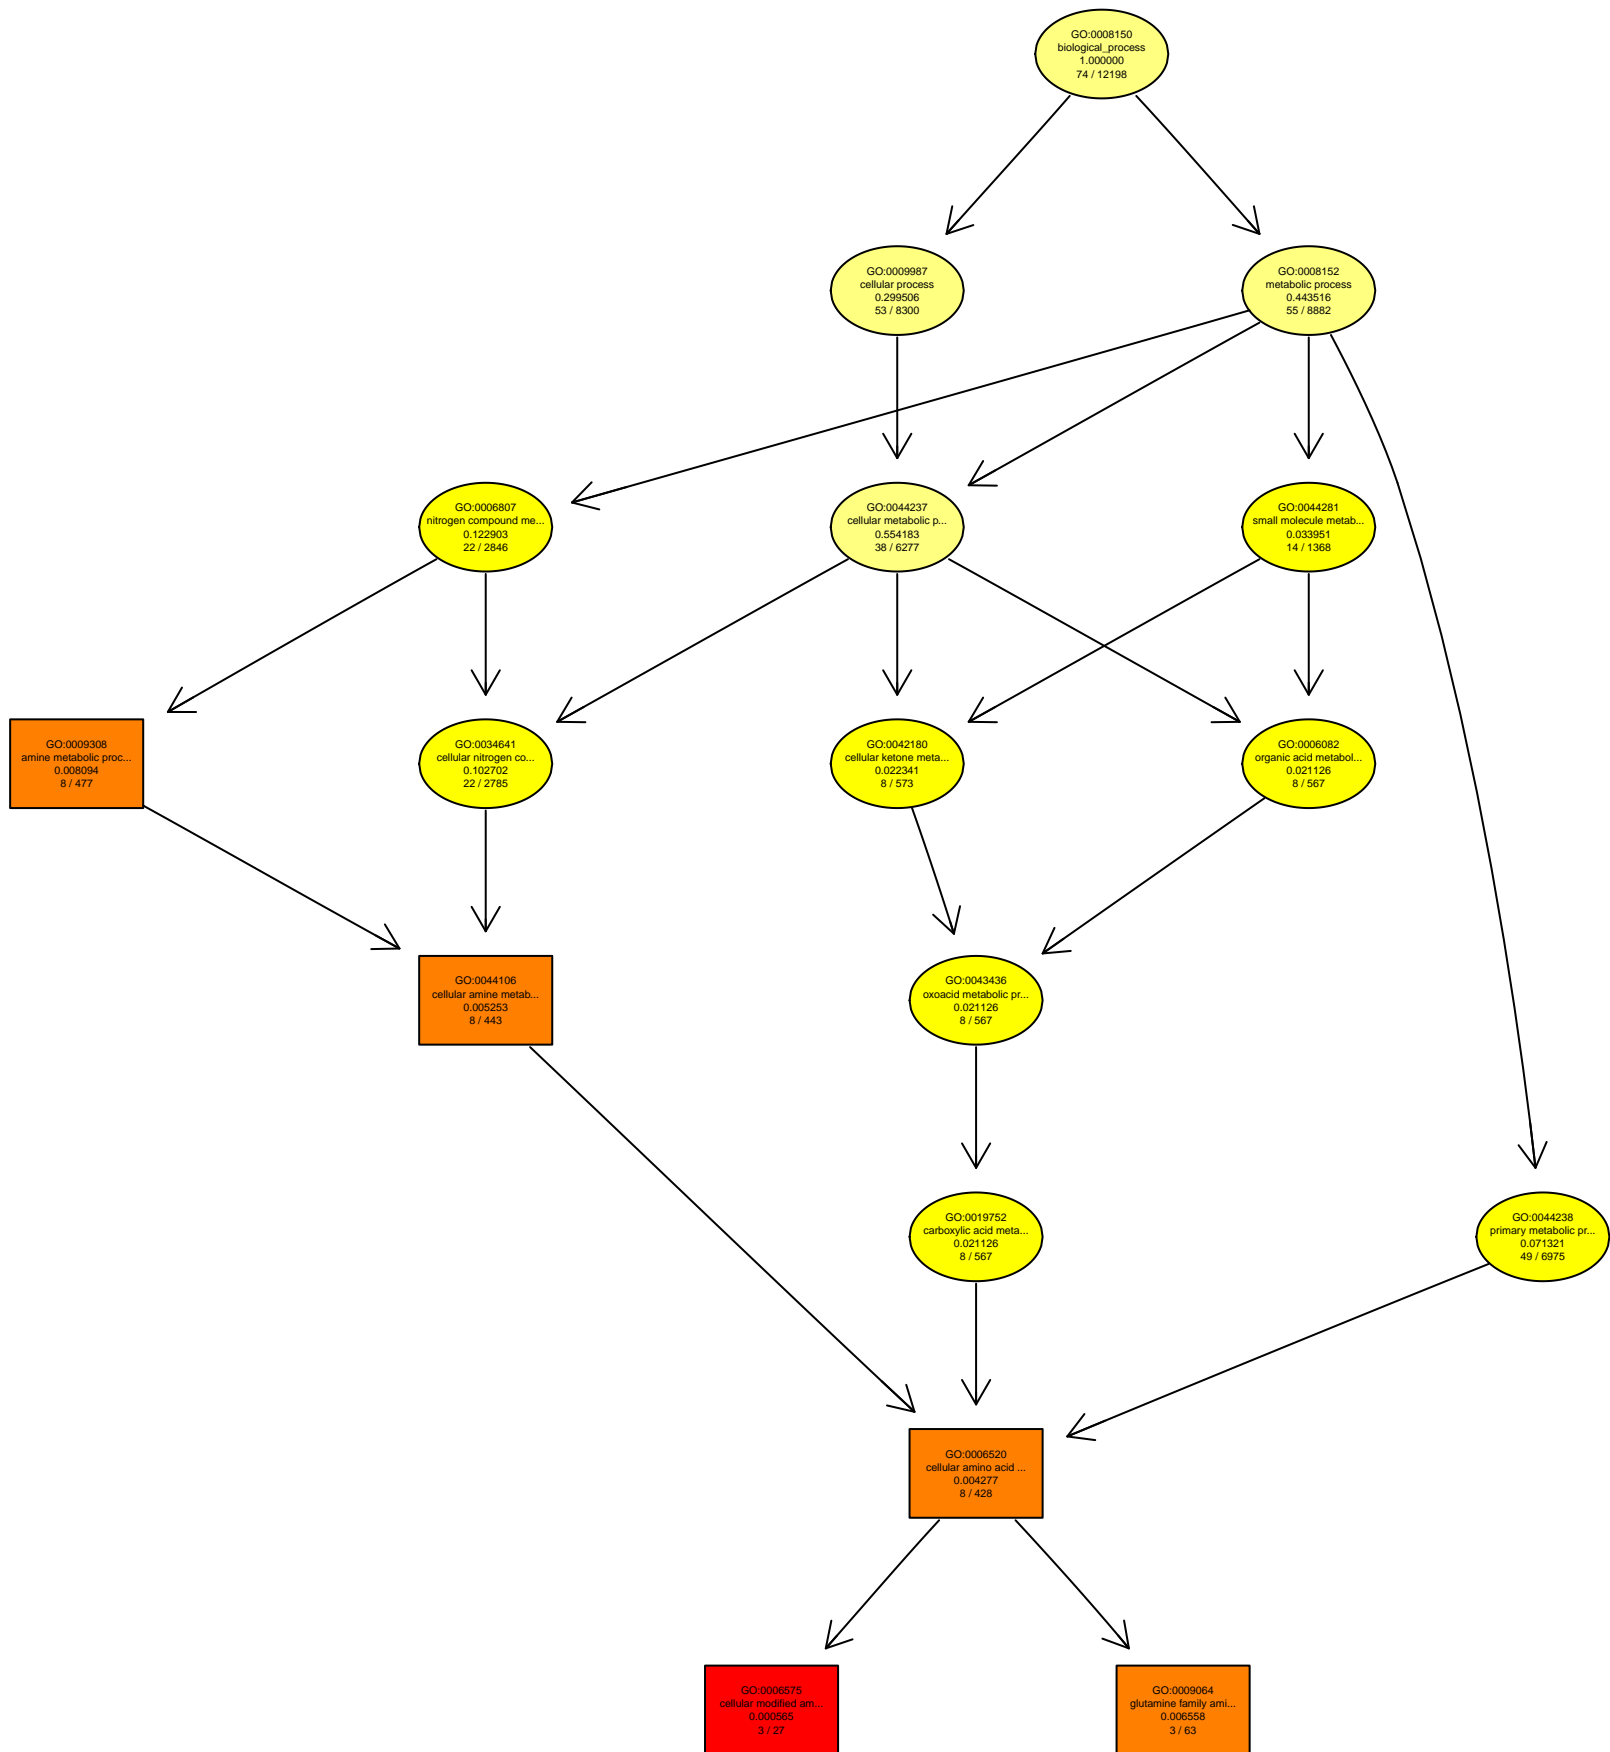 GO:0008150
biological_process
1.000000
74 / 12198
GO:0009987
cellular process
0.299506
53 / 8300
GO:0008152
metabolic process
0.443516
55 / 8882
GO:0006807
nitrogen compound me...
0.122903
22 / 2846
GO:0044237
cellular metabolic p...
0.554183
38 / 6277
GO:0044281
small molecule metab...
0.033951
14 / 1368
GO:0009308
amine metabolic proc...
0.008094
8 / 477
GO:0034641
cellular nitrogen co...
0.102702
22 / 2785
GO:0042180
cellular ketone meta...
0.022341
8 / 573
GO:0006082
organic acid metabol...
0.021126
8 / 567
GO:0044106
cellular amine metab...
0.005253
8 / 443
GO:0043436
oxoacid metabolic pr...
0.021126
8 / 567
GO:0019752
carboxylic acid meta...
0.021126
8 / 567
GO:0044238
primary metabolic pr...
0.071321
49 / 6975
GO:0006520
cellular amino acid ...
0.004277
8 / 428
GO:0006575
cellular modified am...
0.000565
3 / 27
GO:0009064
glutamine family ami...
0.006558
3 / 63